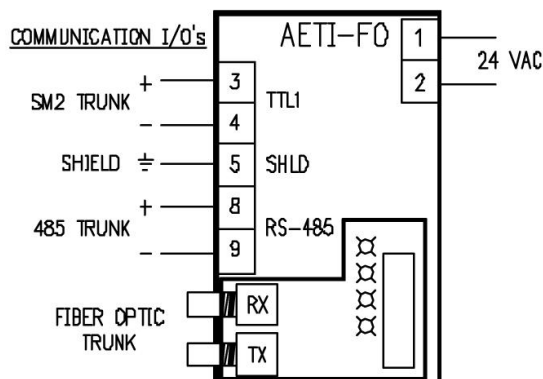 COMMUNICATION I/O's
AETI-FO
1
24 VAC
2
SM2 TRUNK
+
3
TTL1
-
4
SHIELD
5
SHLD
485 TRUNK
+
8
RS-485
-
9
FIBER OPTIC
TRUNK
RX
TX